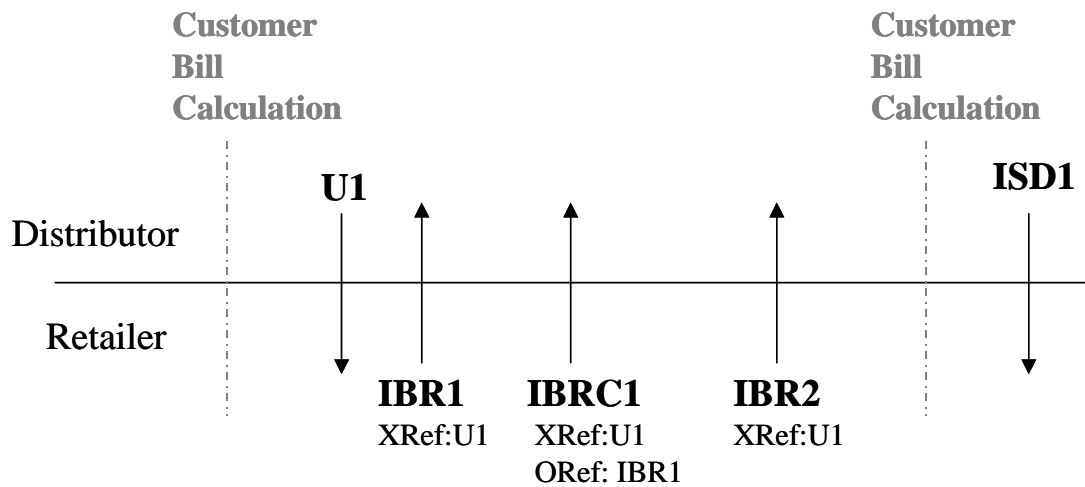 Customer
Bill
Calculation
Customer
Bill
Calculation
U1
ISD1
Distributor
Retailer
IBR1
XRef:U1
IBRC1
XRef:U1
ORef: IBR1
IBR2
XRef:U1